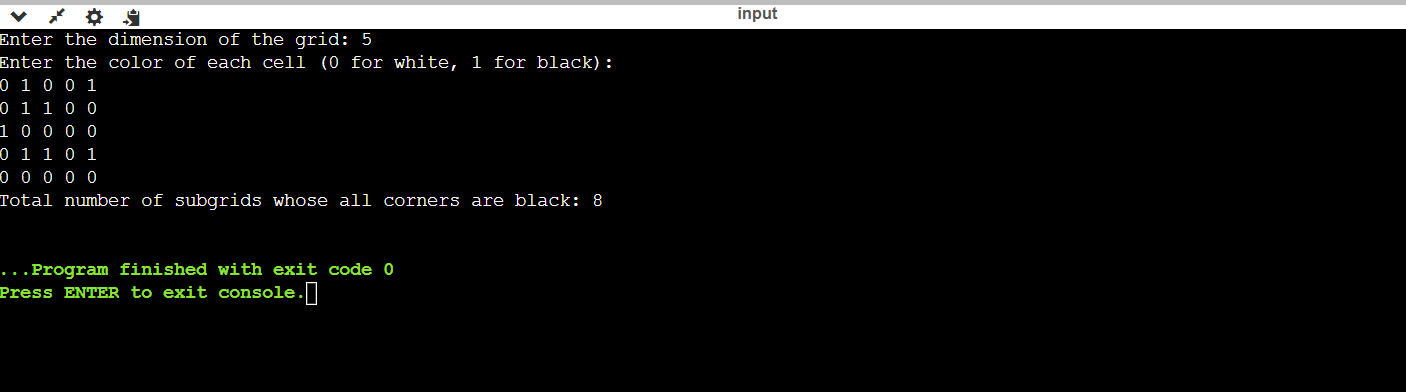 input
Enter the dimension of the grid: 5
Enter the color of each cell (0 for white, 1 for black):
0 1 0 0 1
0 1 1 0 0
1 0 0 0 0
0 1 1 0 1
0 0 0 0 0
Total number of subgrids whose all corners are black: 8
...Program finished with exit code 0
Press ENTER to exit console.